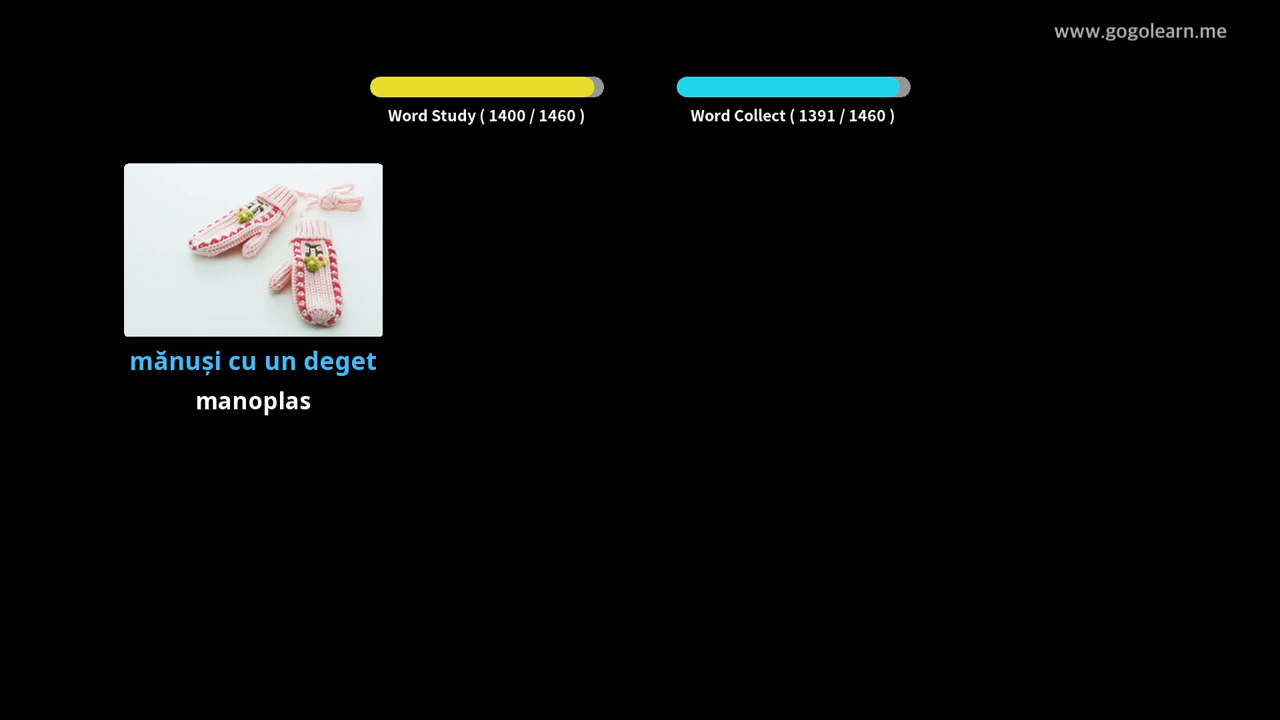 www.gogolearn.me
Word Study ( 1400 / 1460 )
Word Collect ( 1391 / 1460 )
mănuși cu un deget
manoplas